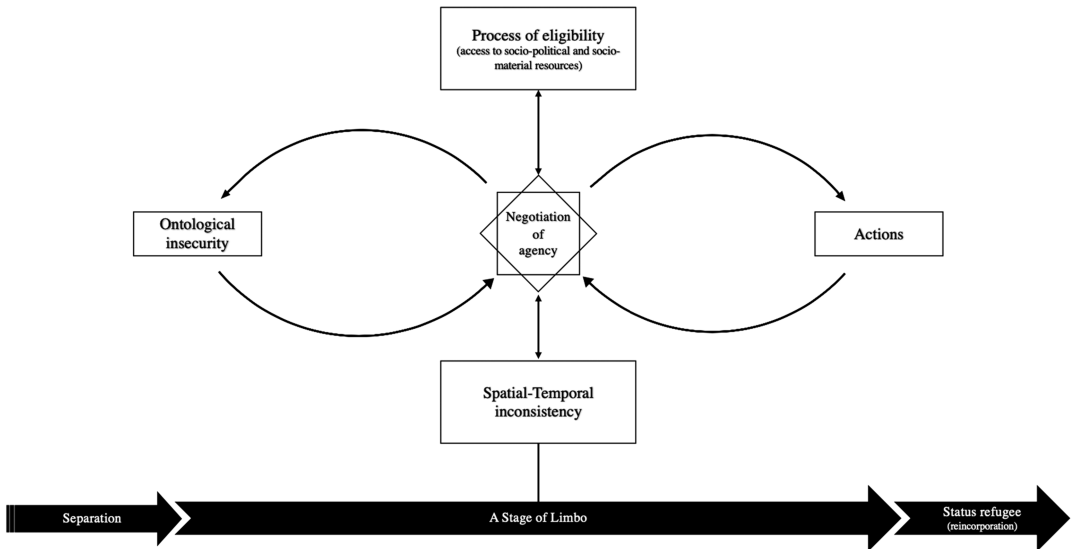 Process of eligibility
(access to socio-political and socio-
material resources)
Ontological
insecurity
Negotiation
of
agency
Actions
Spatial-Temporal
inconsistency
Separation
A Stage of Limbo
Status refugee
(reincorporation)